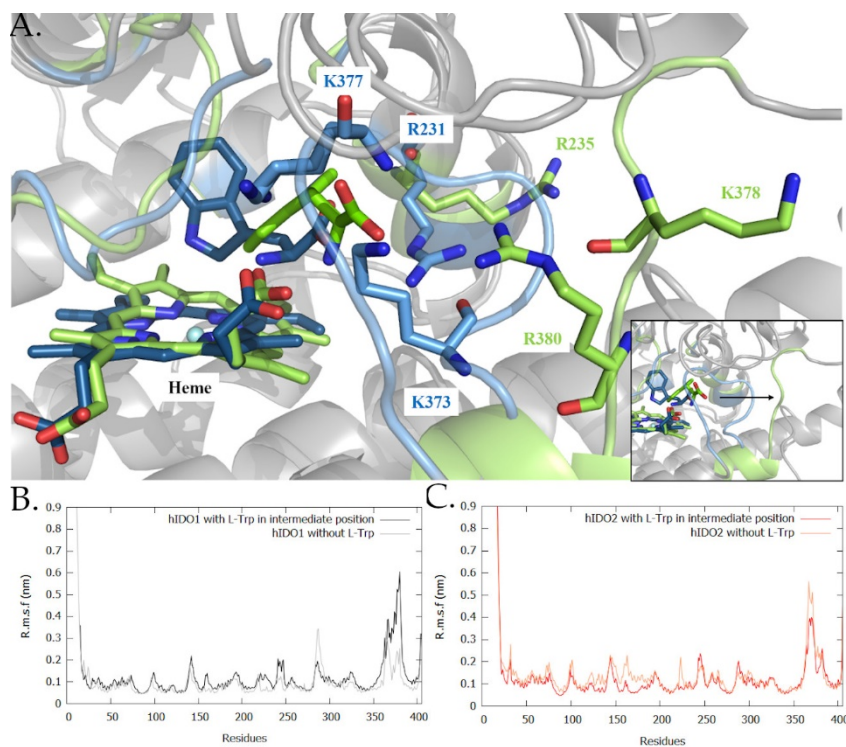 A.
K377
R231
R235
K378
R380
Heme
K373
B.
0.9
0.8
0.7
0.6
0.5
0.4
0.3
0.2
0.1
0
R.m.s.f (nm)
hIDO1 with L-Trp in intermediate position
hIDO1 without L-Trp
0 50 100 150 200 250 300 350 400
Residues
C.
0.9
0.8
0.7
0.6
0.5
0.4
0.3
0.2
0.1
0
R.m.s.f (nm)
hIDO2 with L-Trp in intermediate position
hIDO2 without L-Trp
0 50 100 150 200 250 300 350 400
Residues